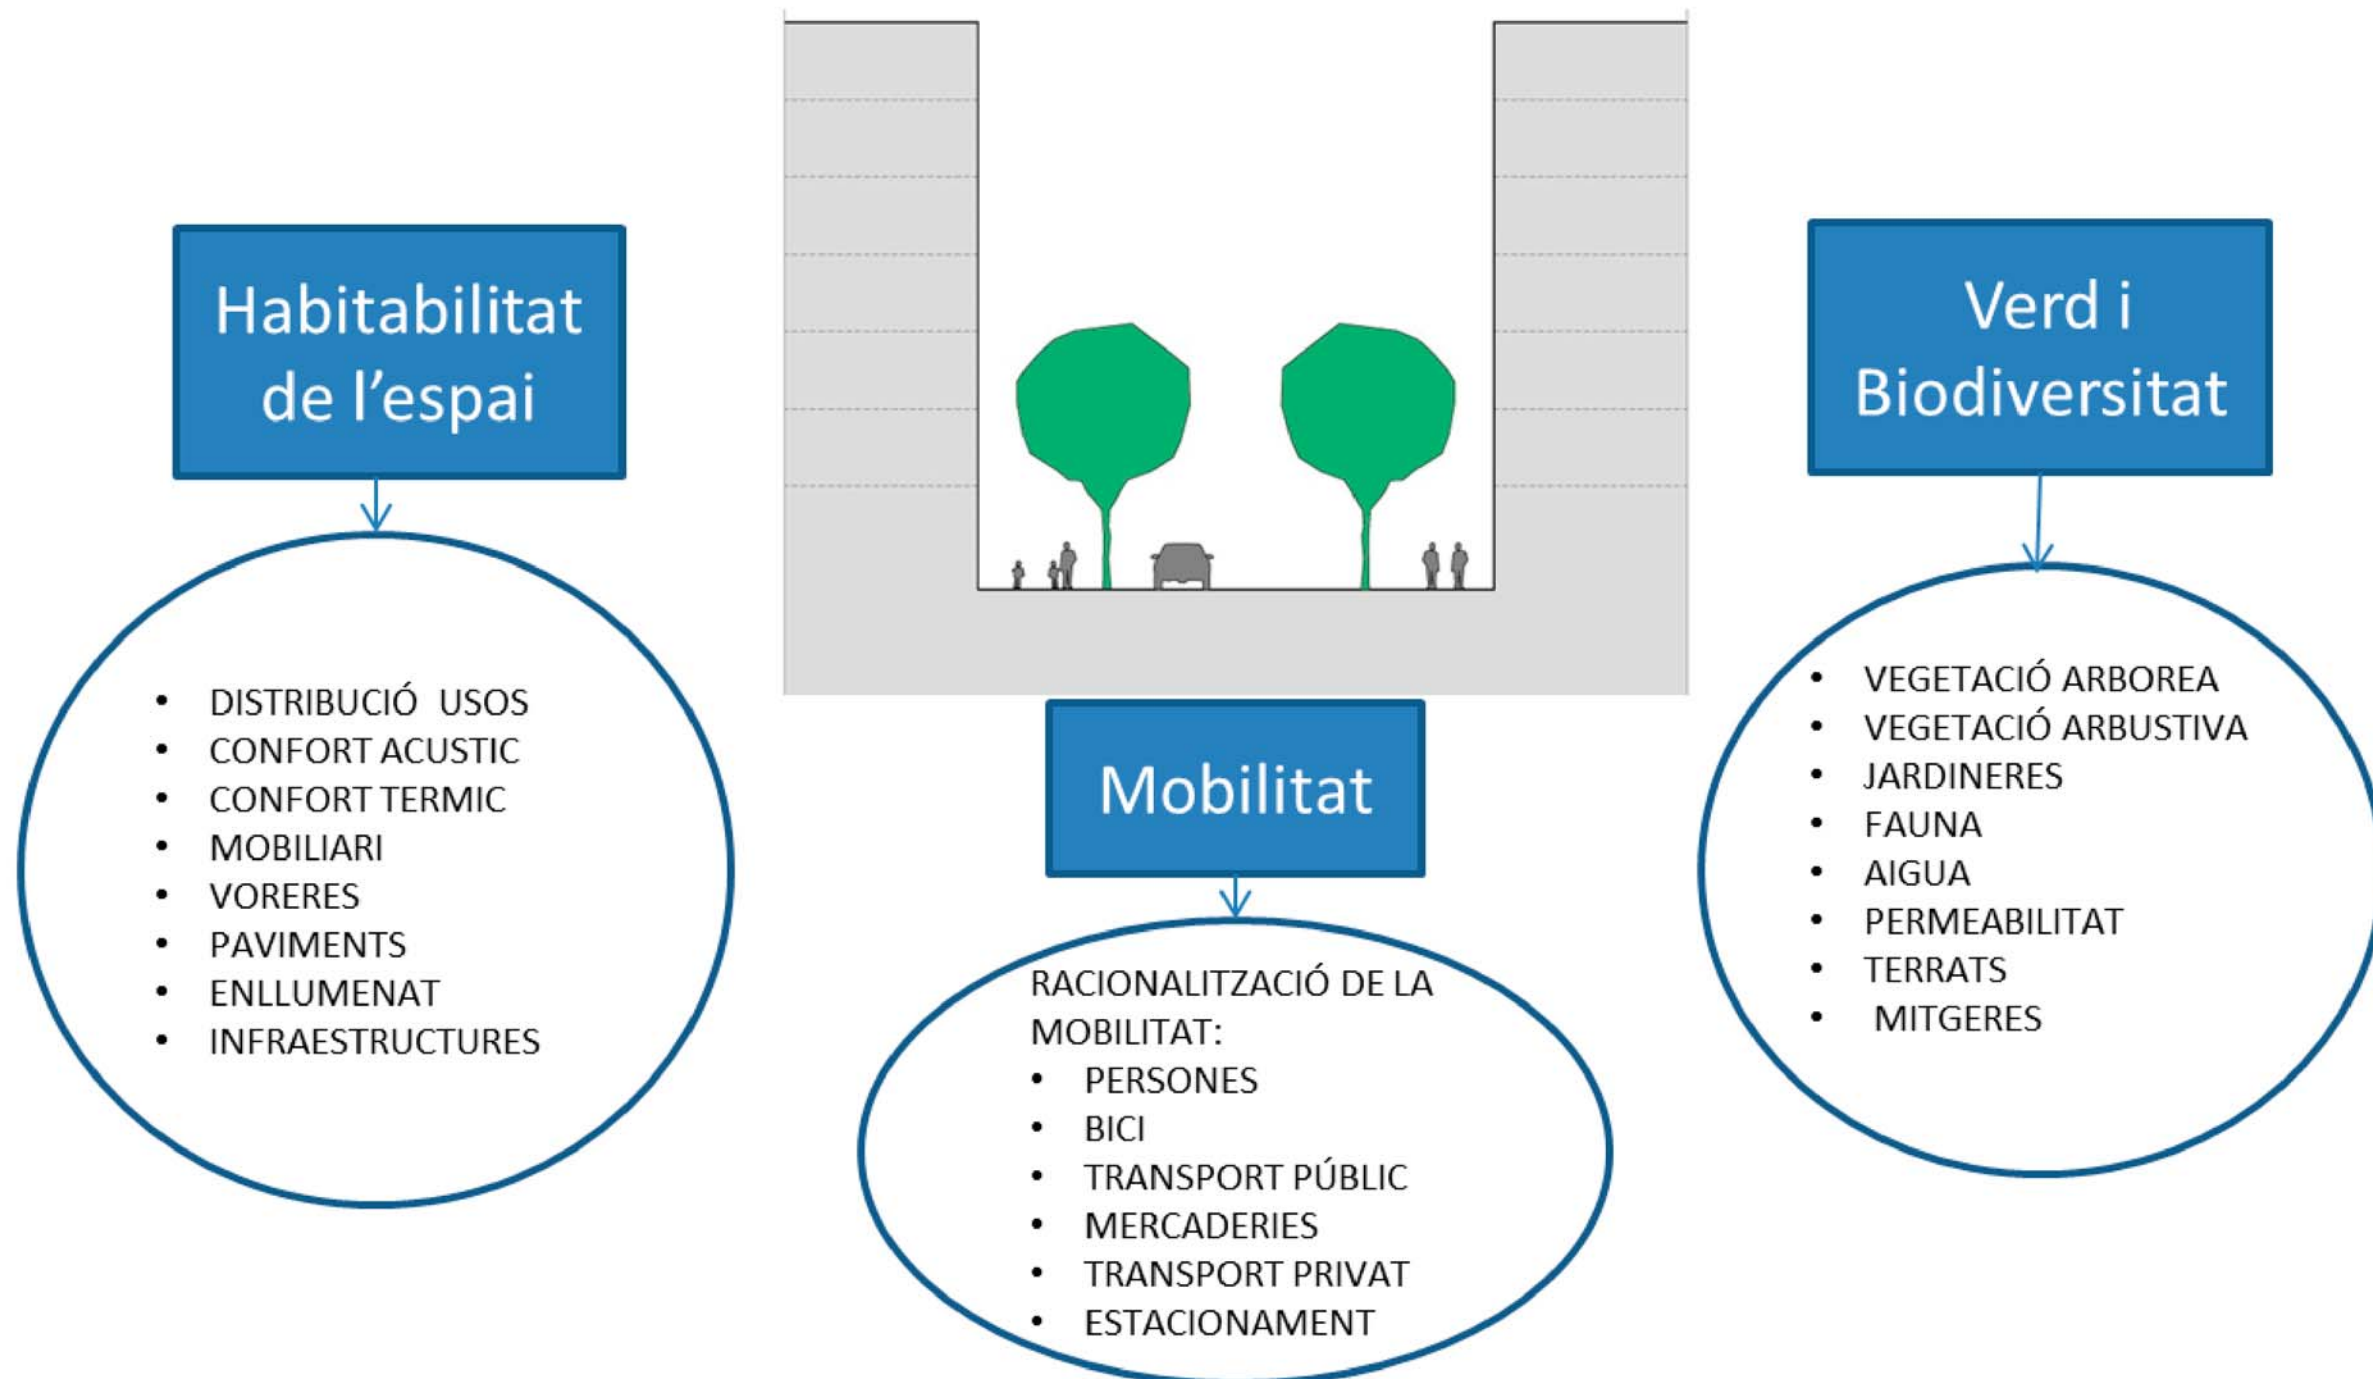 Habitabilitat
de l’espai
• DISTRIBUCIÓ  USOS
• CONFORT ACUSTIC
• CONFORT TERMIC
• MOBILIARI
• VORERES
• PAVIMENTS
• ENLLUMENAT
• INFRAESTRUCTURES
Mobilitat
RACIONALITZACIÓ DE LA
MOBILITAT:
• PERSONES
• BICI
• TRANSPORT PÚBLIC
• MERCADERIES
• TRANSPORT PRIVAT
• ESTACIONAMENT
Verd i
Biodiversitat
• VEGETACIÓ ARBOREA
• VEGETACIÓ ARBUSTIVA
• JARDINERES
• FAUNA
• AIGUA
• PERMEABILITAT
• TERRATS
• MITGERES